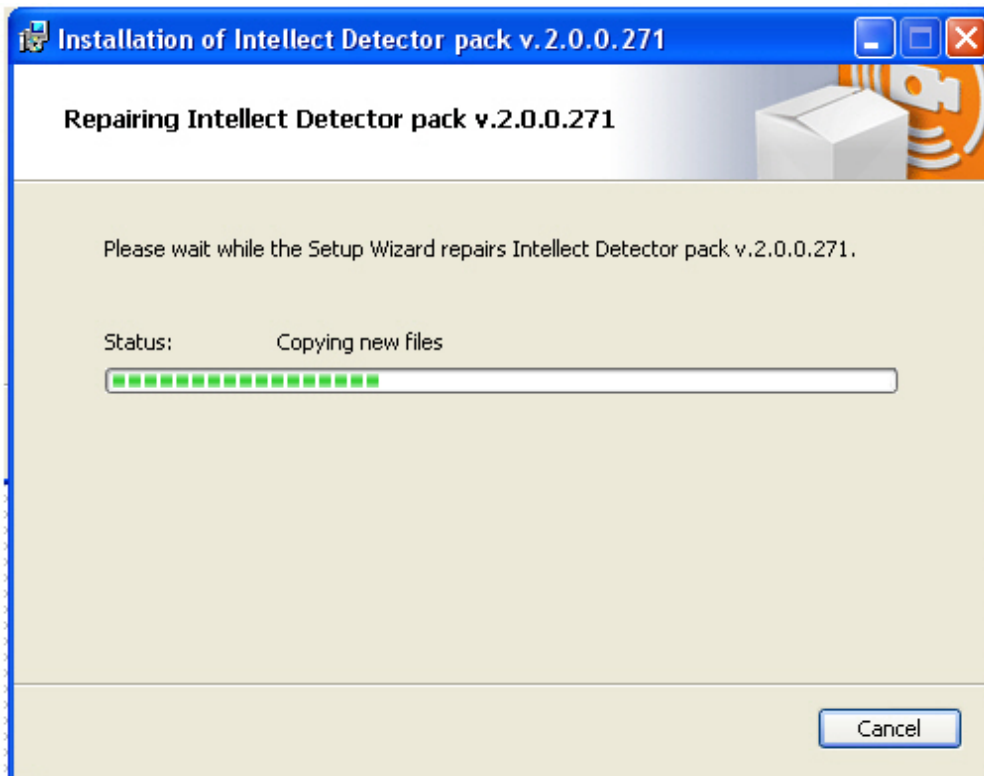 Installation of Intellect Detector pack v.2.0.0.271
Repairing Intellect Detector pack v.2.0.0.271
Please wait while the Setup Wizard repairs Intellect Detector pack v.2.0.0.271.
Status: Copying new files
Cancel